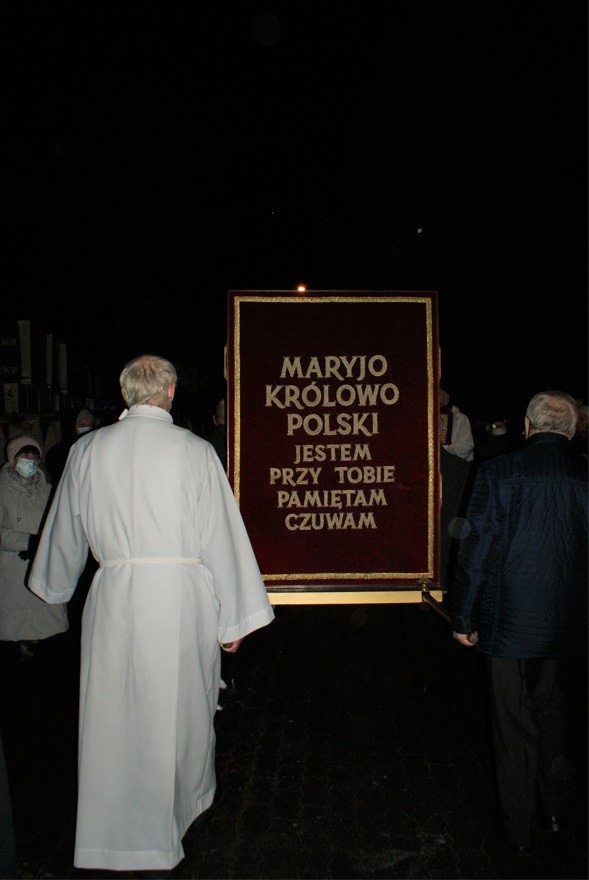 MARYJO
KRÓLOWO
POLSKI
JESTEM
PRZY TOBIE
PAMIĘTAM
CZUWAM